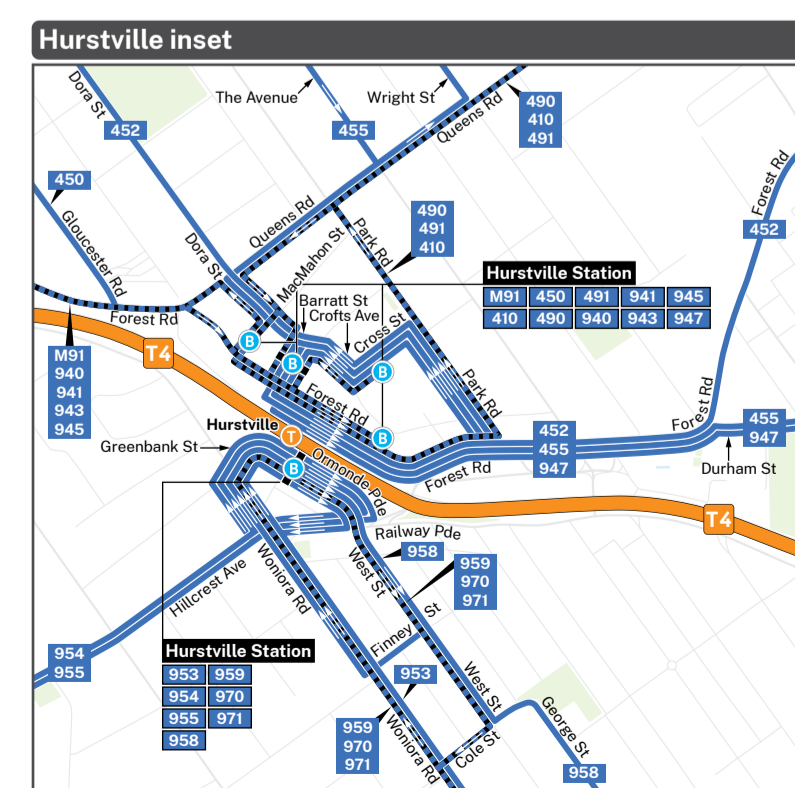 Hurstville inset
Dora St
The Avenue
Wright St
Queens Rd
490
410
491
452
455
450
Forest Rd
Gloucester Rd
Queens Rd
Park Rd
490
491
410
452
Dora St
MacMahon St
Hurstville Station
M91 450 491 941 945
410 490 940 943 947
Barratt St
Crofts Ave
Cross St
Forest Rd
B
T4
B
B
M91
940
941
943
945
Park Rd
Forest Rd
Forest Rd
Hurstville
T
B
452
455
947
455
947
Greenbank St
B
Ormonde Pde
Forest Rd
Durham St
T4
Railway Pde
958
West St
959
970
971
Woniora Rd
Hillcrest Ave
Finney St
Hurstville Station
953 959
954 970
955 971
958
954
955
953
West St
George St
959
970
971
Woniora Rd
Cole St
958